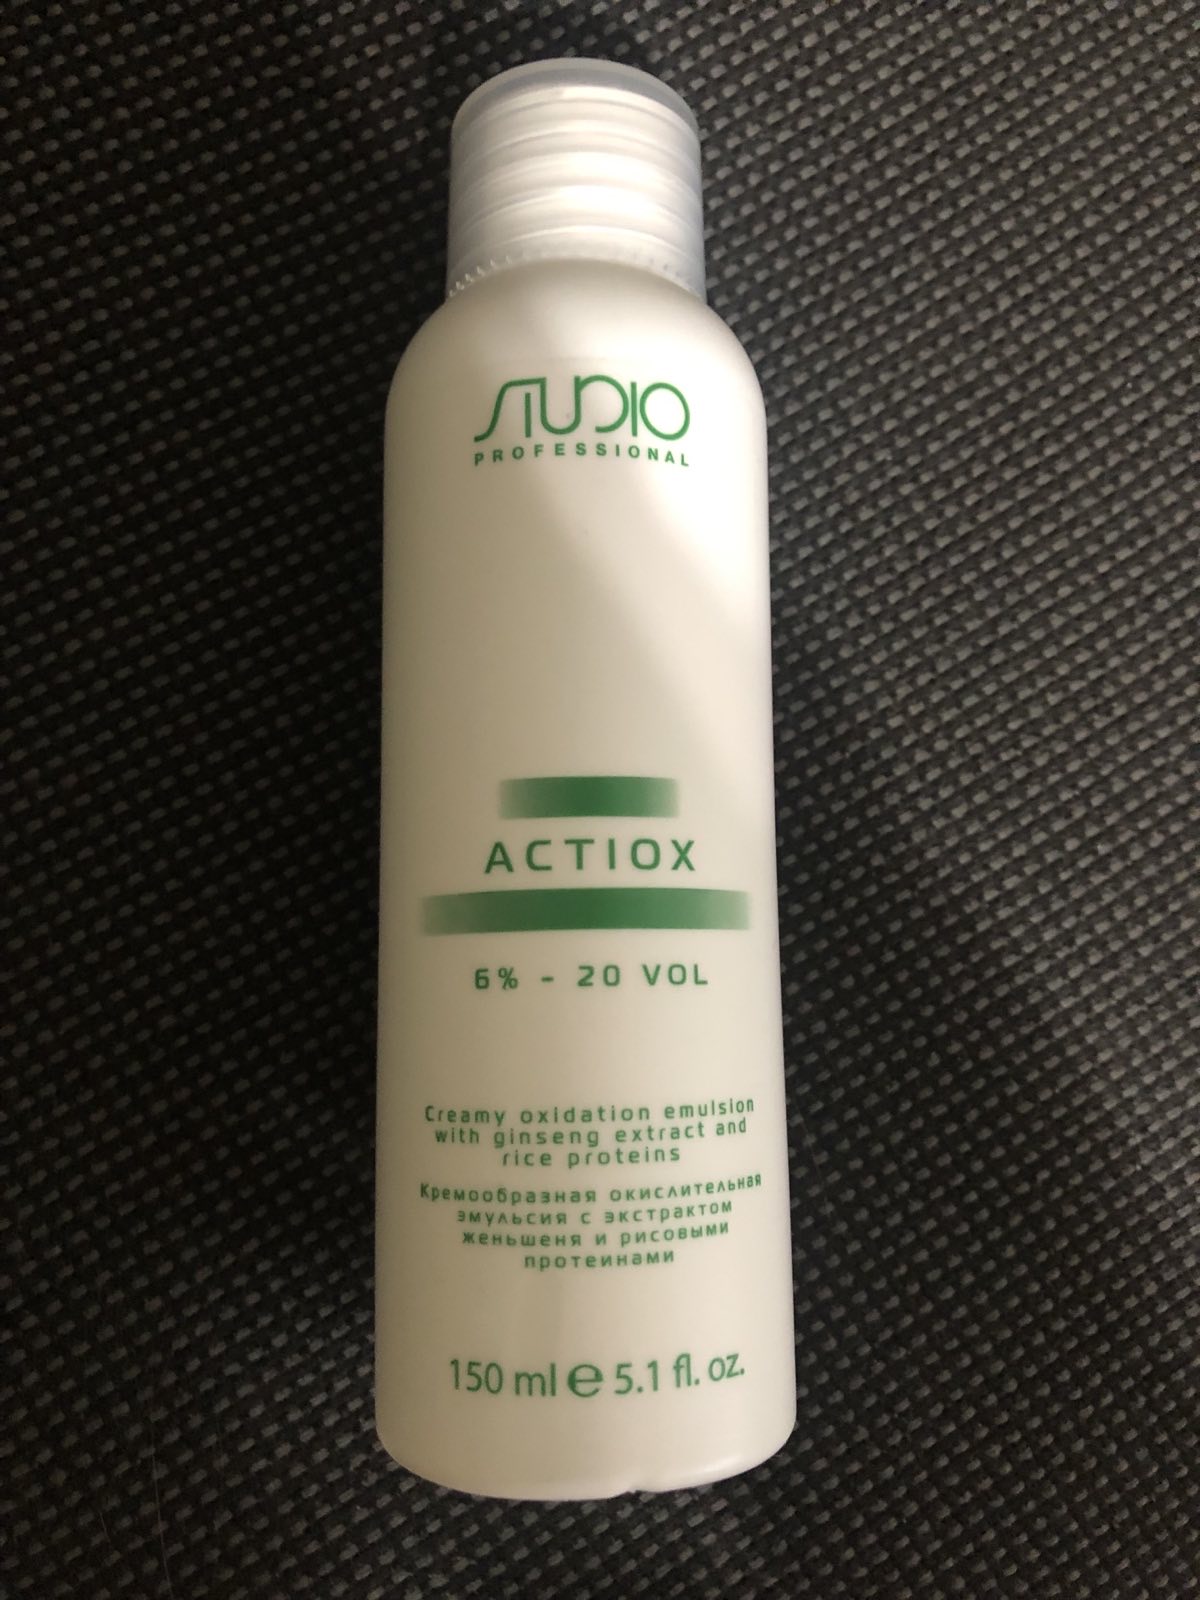 STUDIO
PROFESSIONAL
ACTIOX
6% - 20 VOL
Creamy oxidation emulsion
with ginseng extract and
rice proteins
Кремообразная окислительная
эмульсия с экстрактом
женьшеня и рисовыми
протеинами
150 ml e 5.1 fl. oz.